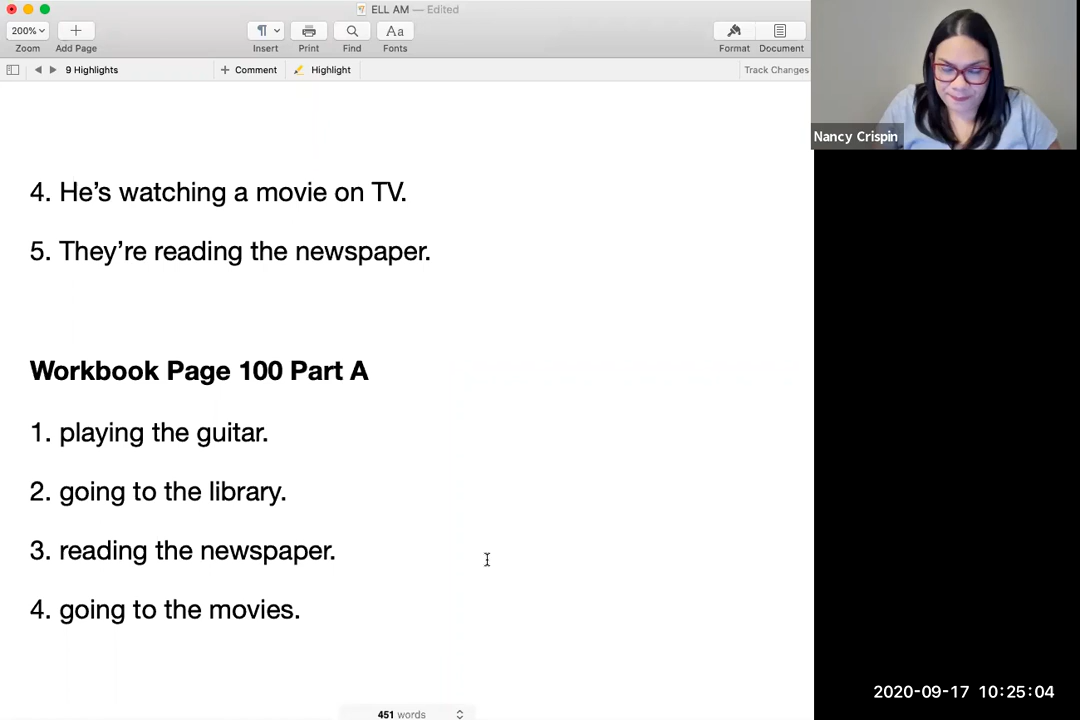 ELL AM — Edited
200%
Zoom
Add Page
Insert
Print
Find
Aa
Fonts
Format
Document
9 Highlights
+ Comment
Highlight
Track Changes
Nancy Crispin
4. He's watching a movie on TV.
5. They're reading the newspaper.
Workbook Page 100 Part A
1. playing the guitar.
2. going to the library.
3. reading the newspaper.
4. going to the movies.
451 words
2020-09-17 10:25:04